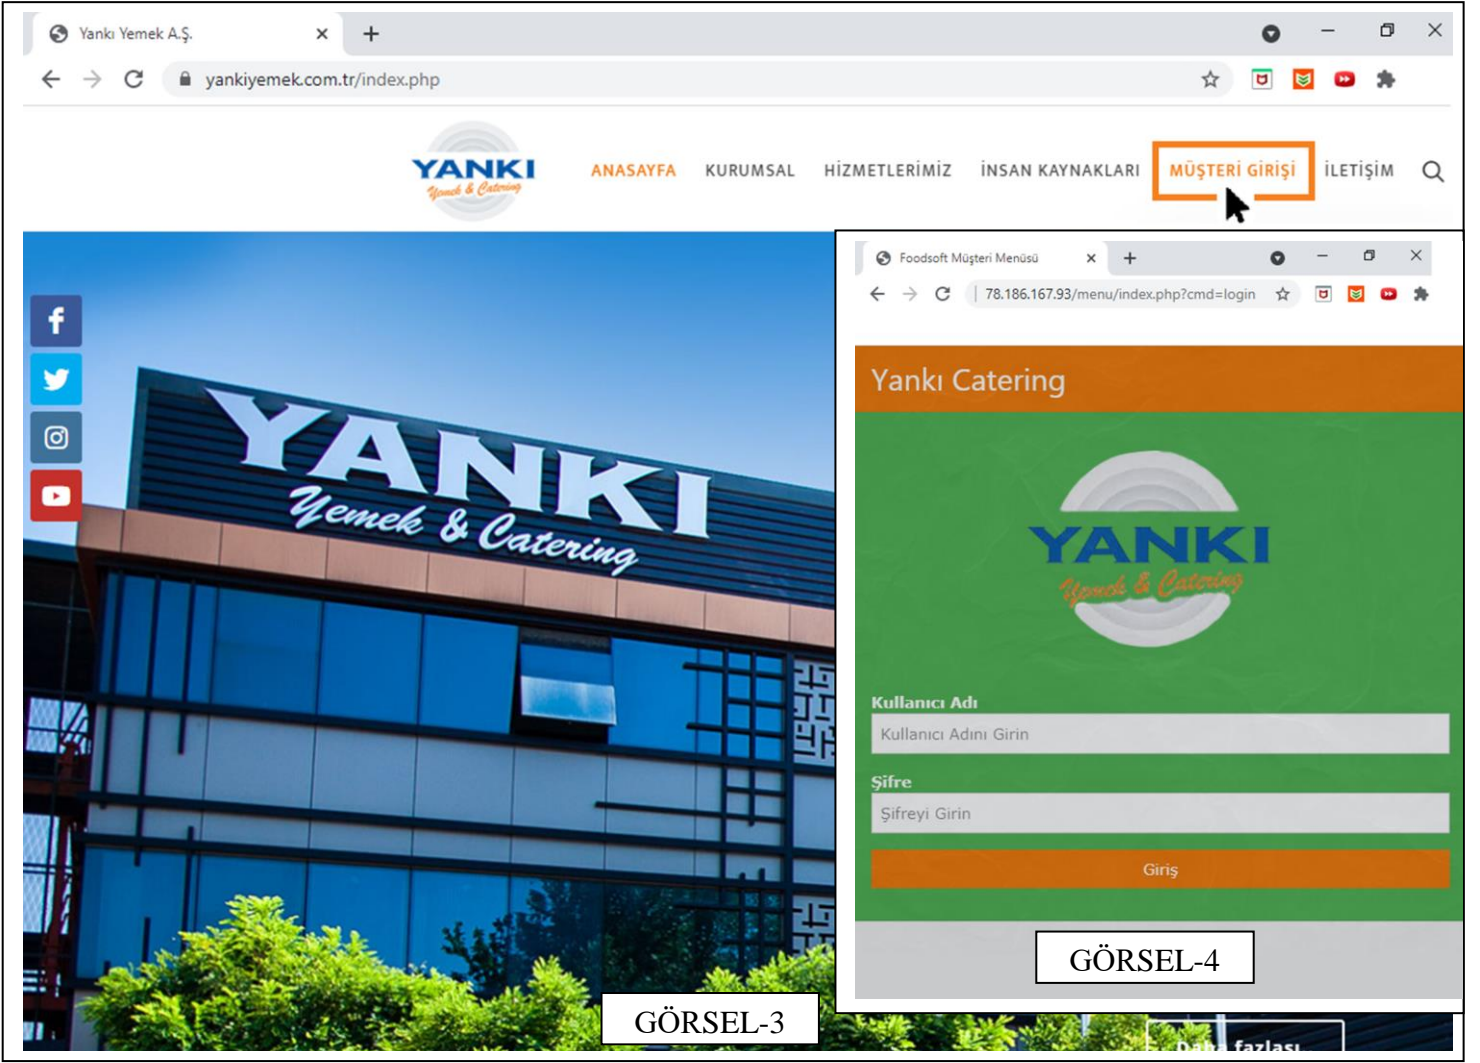 Yankı Yemek A.Ş.
yankiyemek.com.tr/index.php
YANKI
Yemek & Catering
ANASAYFA KURUMSAL HİZMETLERİMİZ İNSAN KAYNAKLARI MÜŞTERİ GİRİŞİ İLETİŞİM
YANKI
Yemek & Catering
GÖRSEL-3
Daha fazlası
Foodsoft Müşteri Menüsü
78.186.167.93/menu/index.php?cmd=login
Yankı Catering
YANKI
Yemek & Catering
Kullanıcı Adı
Kullanıcı Adını Girin
Şifre
Şifreyi Girin
Giriş
GÖRSEL-4